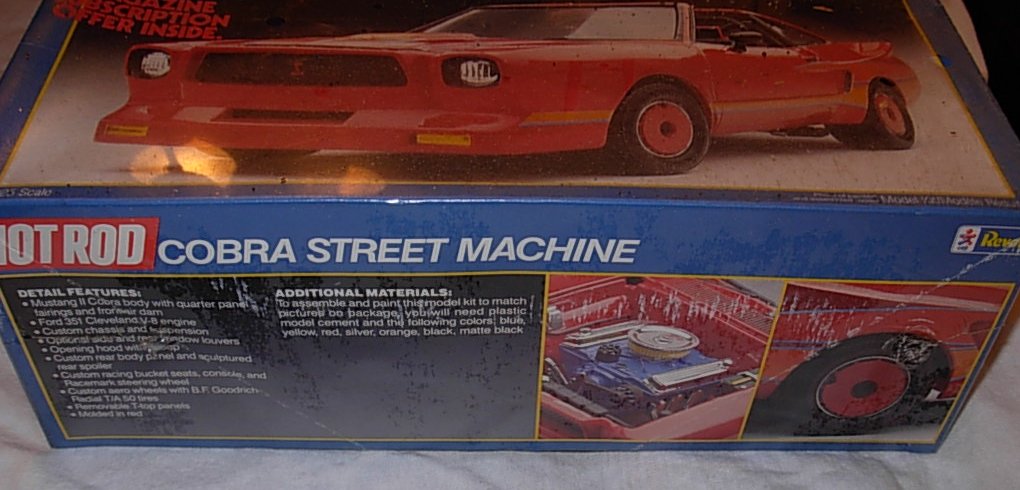 AGAZINE
UBSCRIPTION
OFFER INSIDE
Scale
HOT ROD COBRA STREET MACHINE
Reve
DETAIL FEATURES:
• Mustang II Cobra body with quarter panel
fairings and front air dam
• Ford 351 Cleveland V-8 engine
• Custom chassis and suspension
• Optional side and rear window louvers
• Opening hood with scoop
• Custom rear body panel and sculptured
rear spoiler
• Custom racing bucket seats, console, and
Racemark steering wheel
• Custom aero wheels with B.F. Goodrich
Radial T/A 50 tires
• Removable T-top panels
• Molded in red
ADDITIONAL MATERIALS:
To assemble and paint this model kit to match
pictures on package, you will need plastic
model cement and the following colors: blue,
yellow, red, silver, orange, black, matte black